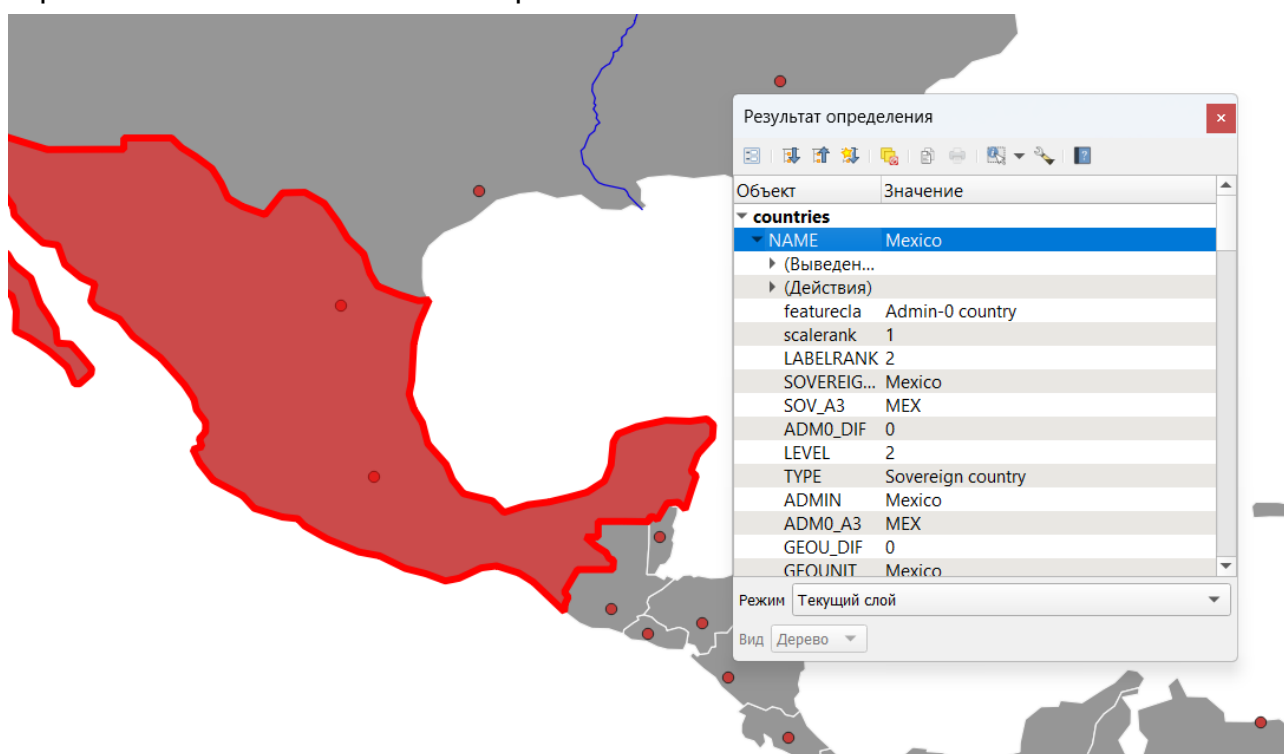 Результат определения
Объект Значение
countries
NAME Mexico
(Выведен...
(Действия)
featurecla Admin-0 country
scalerank 1
LABELRANK 2
SOVEREIG... Mexico
SOV_A3 MEX
ADM0_DIF 0
LEVEL 2
TYPE Sovereign country
ADMIN Mexico
ADM0_A3 MEX
GEOU_DIF 0
GEOUNIT Mexico
Режим Текущий слой
Вид Дерево